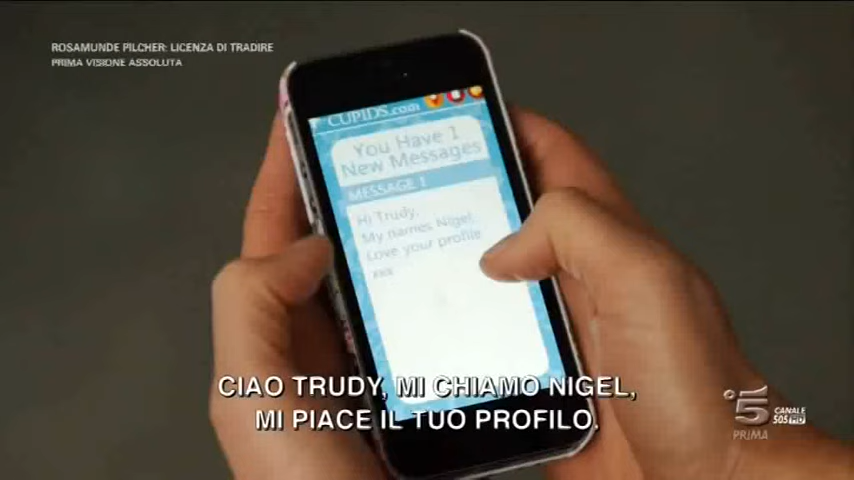 ROSAMUNDE PILCHER: LICENZA DI TRADIRE
PRIMA VISIONE ASSOLUTA
CUPIDS.com
You Have 1
New Messages
MESSAGE 1
Hi Trudy,
My names Nigel,
Love your profile
xxx
CIAO TRUDY, MI CHIAMO NIGEL,
MI PIACE IL TUO PROFILO.
5
CANALE
505 HD
PRIMA